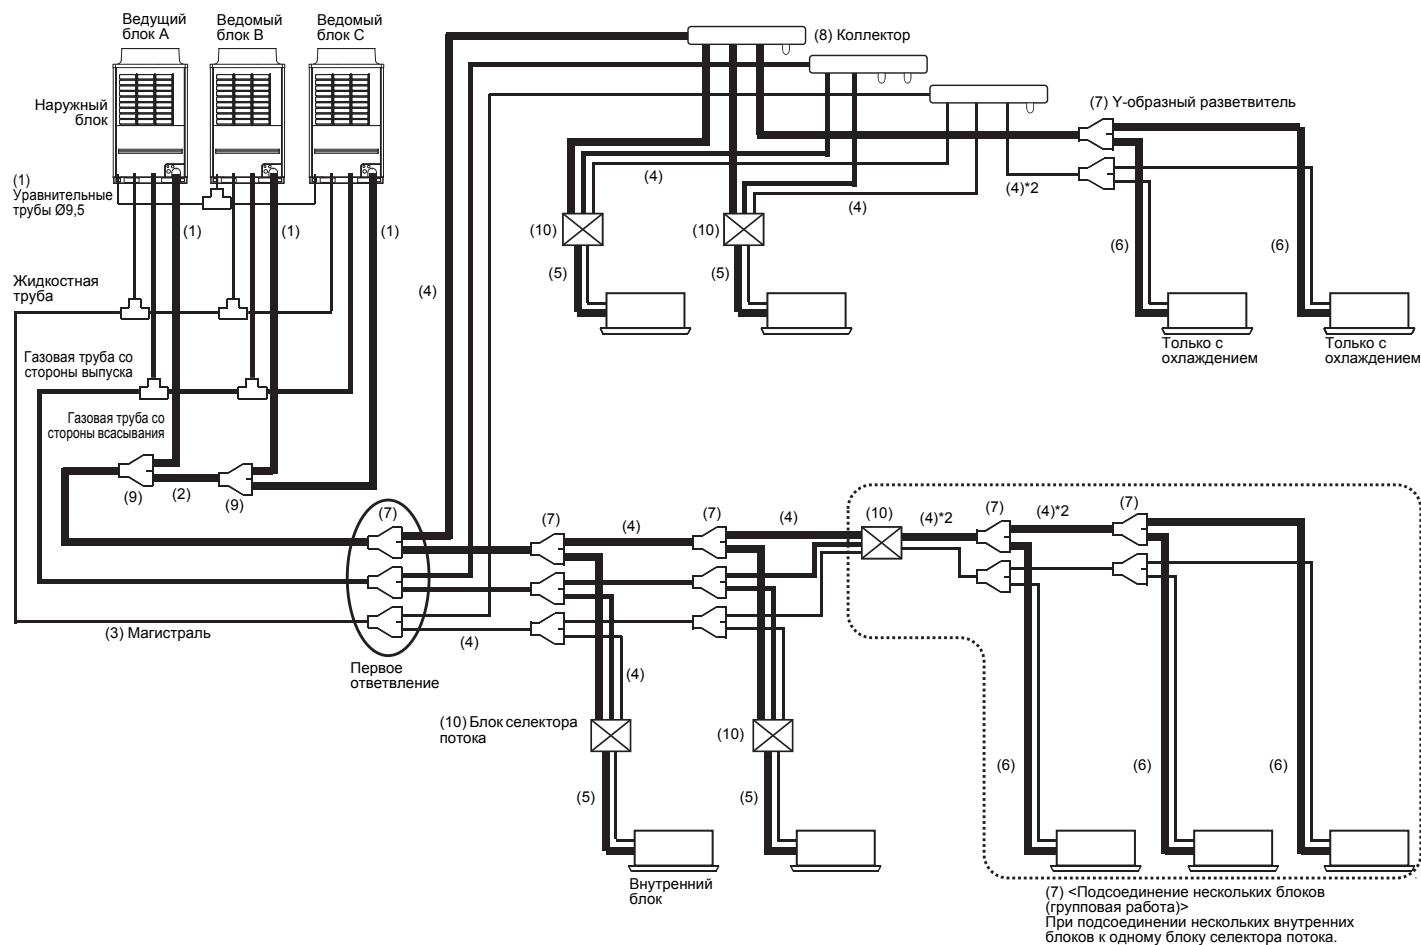 Ведущий
блок A
Ведомый
блок B
Ведомый
блок C
Наружный
блок
(1)
Уравнительные
трубы Ø9,5
(1)
(1)
(1)
Жидкостная
труба
Газовая труба со
стороны выпуска
Газовая труба со
стороны всасывания
(9)
(2)
(9)
(4)
(8) Коллектор
(7) Y-образный разветвитель
(4)
(4)
(4)*2
(10)
(10)
(5)
(5)
(6)
(6)
Только с
охлаждением
Только с
охлаждением
(7)
(7)
(4)
(7)
(4)
(10)
(4)*2
(7)
(4)*2
(7)
(3) Магистраль
(4)
Первое
ответвление
(4)
(10) Блок селектора
потока
(10)
(5)
(5)
(6)
(6)
(6)
Внутренний
блок
(7) <Подсоединение нескольких блоков
(групповая работа)>
При подсоединении нескольких внутренних
блоков к одному блоку селектора потока.